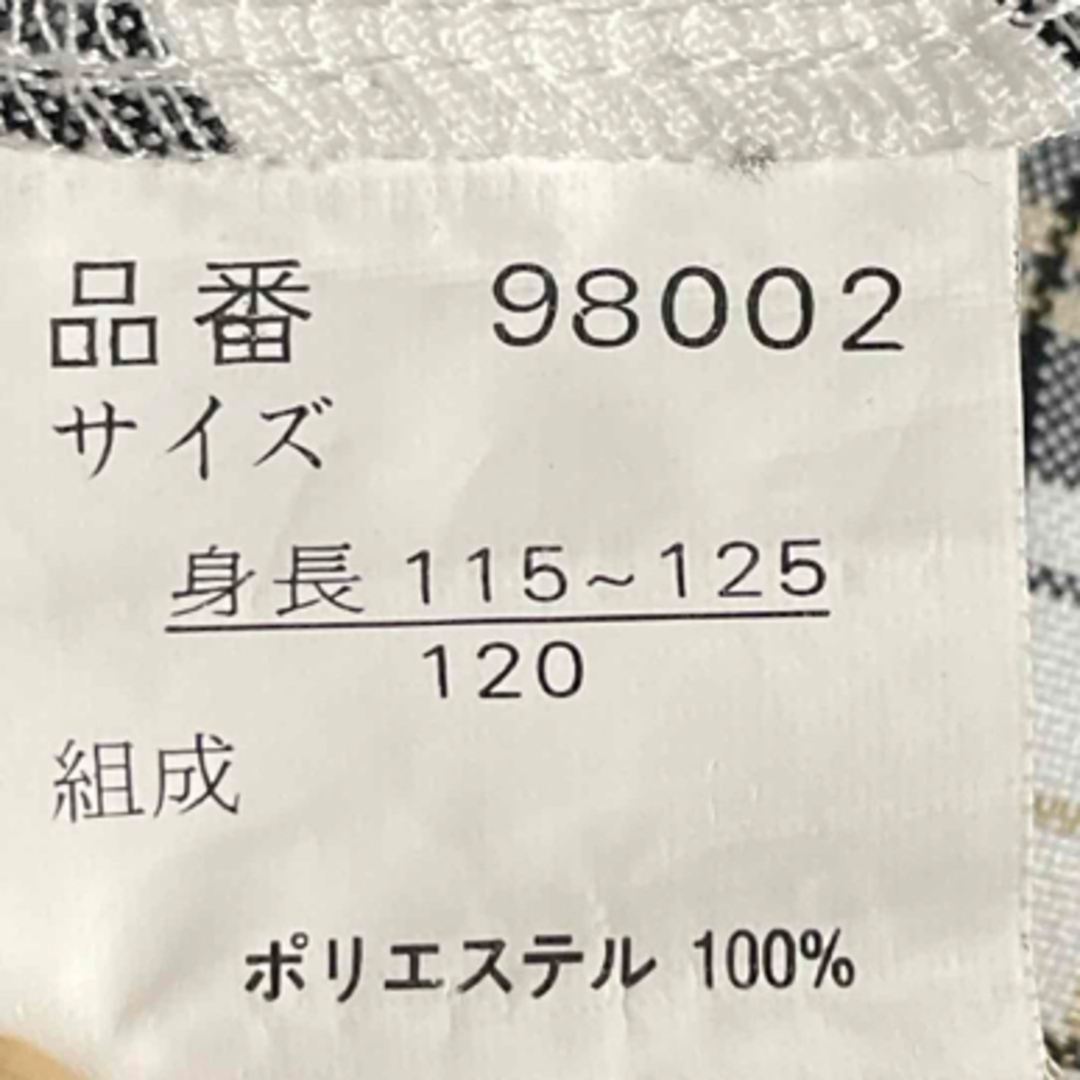 品番 98002
サイズ
身長 115~125
120
組成
ポリエステル 100%